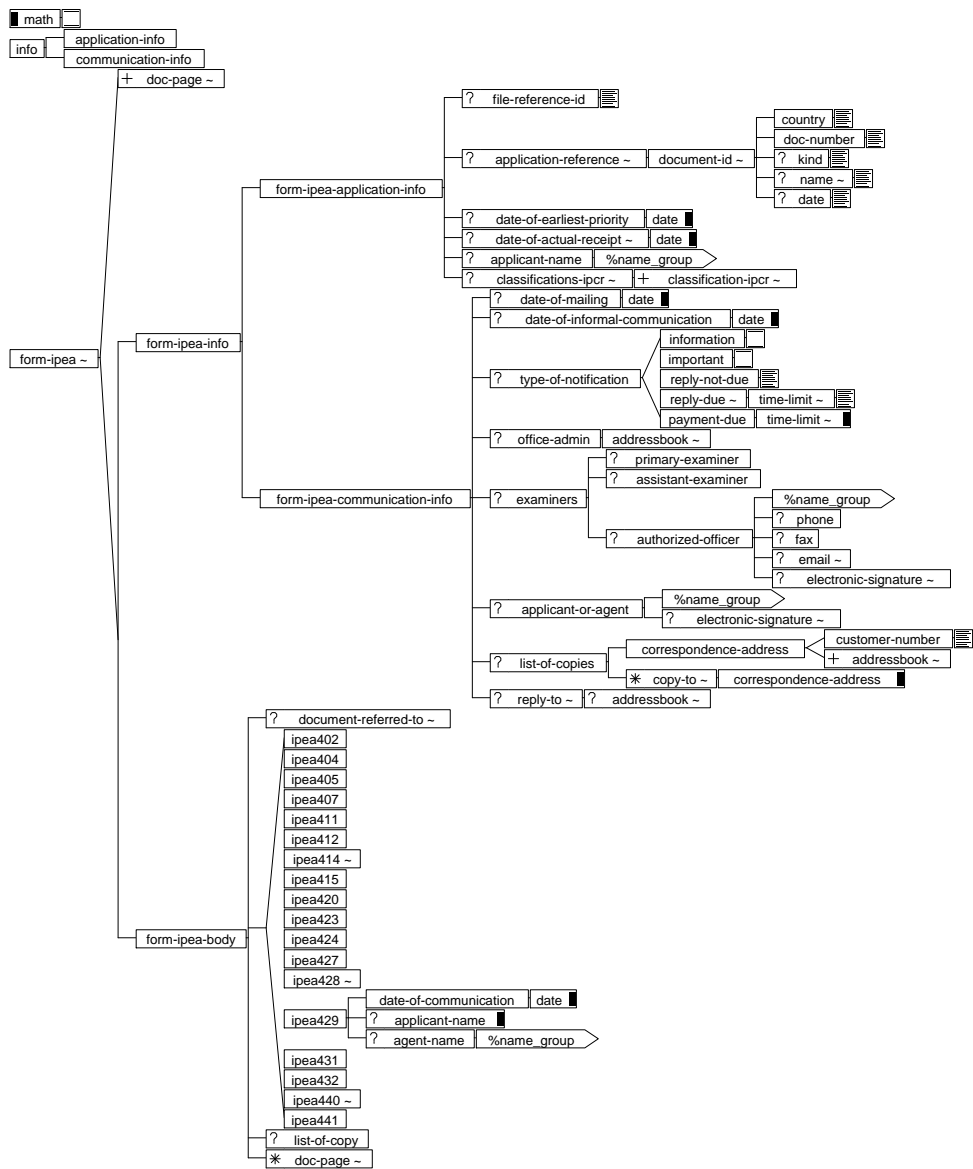 math
info
application-info
communication-info
+ doc-page ~
? file-reference-id
country
doc-number
? application-reference ~ document-id ~ ? kind
? name ~
? date
form-ipea-application-info
? date-of-earliest-priority date
? date-of-actual-receipt ~ date
? applicant-name %name_group
? classifications-ipcr ~ + classification-ipcr ~
? date-of-mailing date
? date-of-informal-communication date
form-ipea-info
form-ipea ~
information
important
? type-of-notification reply-not-due
reply-due ~ time-limit ~
payment-due time-limit ~
? office-admin addressbook ~
? primary-examiner
? assistant-examiner
form-ipea-communication-info ? examiners %name_group
? phone
? authorized-officer ? fax
? email ~
? electronic-signature ~
? applicant-or-agent %name_group
? electronic-signature ~
customer-number
correspondence-address
+ addressbook ~
? list-of-copies
* copy-to ~ correspondence-address
? reply-to ~ ? addressbook ~
? document-referred-to ~
ipea402
ipea404
ipea405
ipea407
ipea411
ipea412
ipea414 ~
ipea415
ipea420
ipea423
form-ipea-body ipea424
ipea427
ipea428 ~
date-of-communication date
ipea429 ? applicant-name
? agent-name %name_group
ipea431
ipea432
ipea440 ~
ipea441
? list-of-copy
* doc-page ~